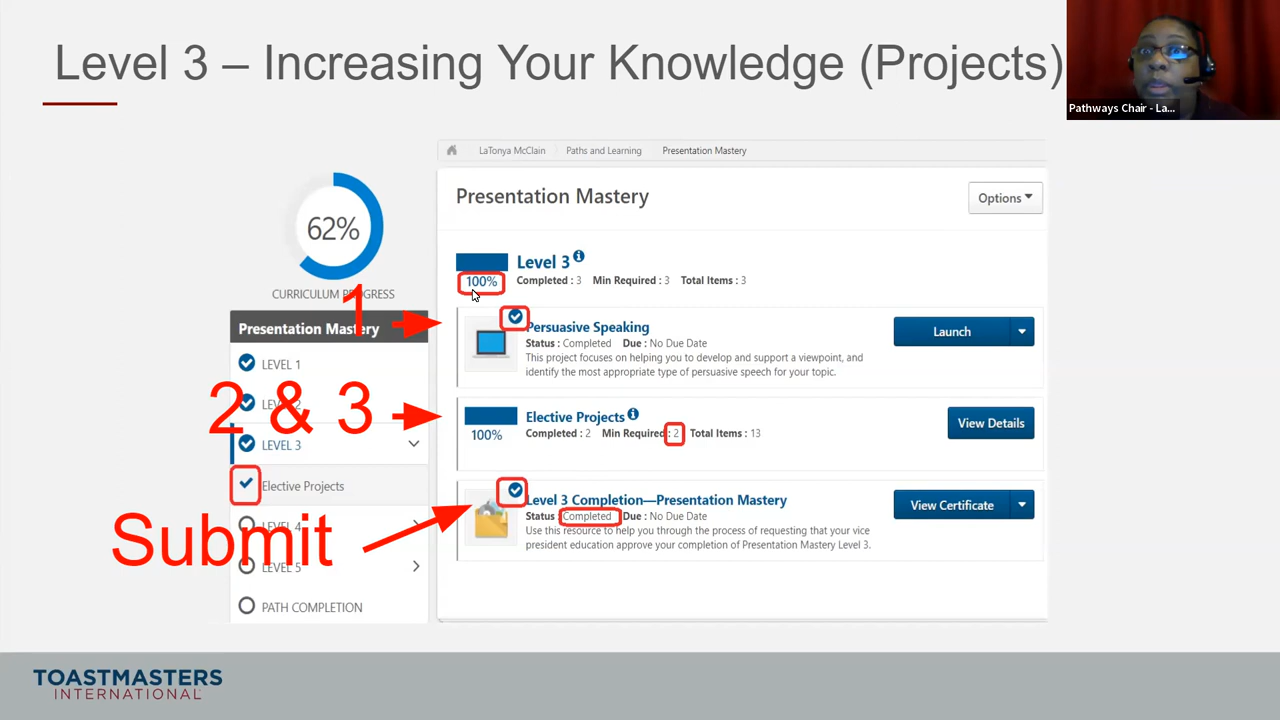 Level 3 – Increasing Your Knowledge (Projects)
Pathways Chair - La...
LaTonya McClain
Paths and Learning
Presentation Mastery
62%
CURRICULUM PROGRESS
Presentation Mastery
Options
Level 3
100%
Completed : 3 Min Required : 3 Total Items : 3
1
Presentation Mastery
Persuasive Speaking
Status : Completed Due : No Due Date
This project focuses on helping you to develop and support a viewpoint, and
identify the most appropriate type of persuasive speech for your topic.
Launch
LEVEL 1
2 & 3
LEVEL 2
LEVEL 3
Elective Projects
100%
Completed : 2 Min Required : 2 Total Items : 13
View Details
Elective Projects
Submit
LEVEL 4
LEVEL 5
PATH COMPLETION
Level 3 Completion—Presentation Mastery
Status : Completed Due : No Due Date
Use this resource to help you through the process of requesting that your vice
president education approve your completion of Presentation Mastery Level 3.
View Certificate
TOASTMASTERS
INTERNATIONAL